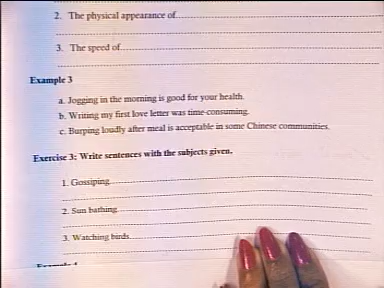 2. The physical appearance of
3. The speed of
Example 3
a. Jogging in the morning is good for your health.
b. Writing my first love letter was time-consuming.
c. Burping loudly after meal is acceptable in some Chinese communities.
Exercise 3: Write sentences with the subjects given.
1. Gossiping
2. Sun bathing
3. Watching birds